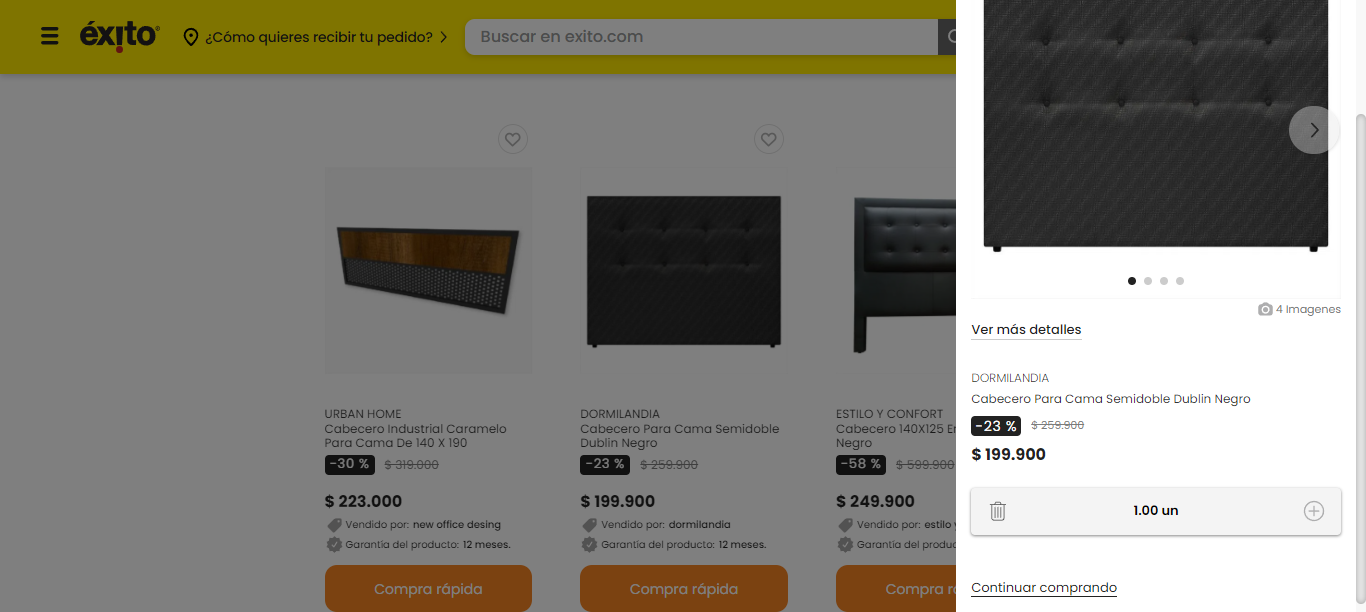 éxito
¿Cómo quieres recibir tu pedido?
Buscar en exito.com
URBAN HOME
Cabecero Industrial Caramelo
Para Cama De 140 X 190
-30 % $ 319.000
$ 223.000
Vendido por: new office desing
Garantía del producto: 12 meses.
Compra rápida
DORMILANDIA
Cabecero Para Cama Semidoble
Dublin Negro
-23 % $ 259.900
$ 199.900
Vendido por: dormilandia
Garantía del producto: 12 meses.
Compra rápida
ESTILO Y CONFORT
Cabecero 140X125 E
Negro
-58 % $ 599.900
$ 249.900
Vendido por: estilo
Garantía del produc
Compra r
4 Imagenes
Ver más detalles
DORMILANDIA
Cabecero Para Cama Semidoble Dublin Negro
-23 % $ 259.900
$ 199.900
1.00 un
Continuar comprando